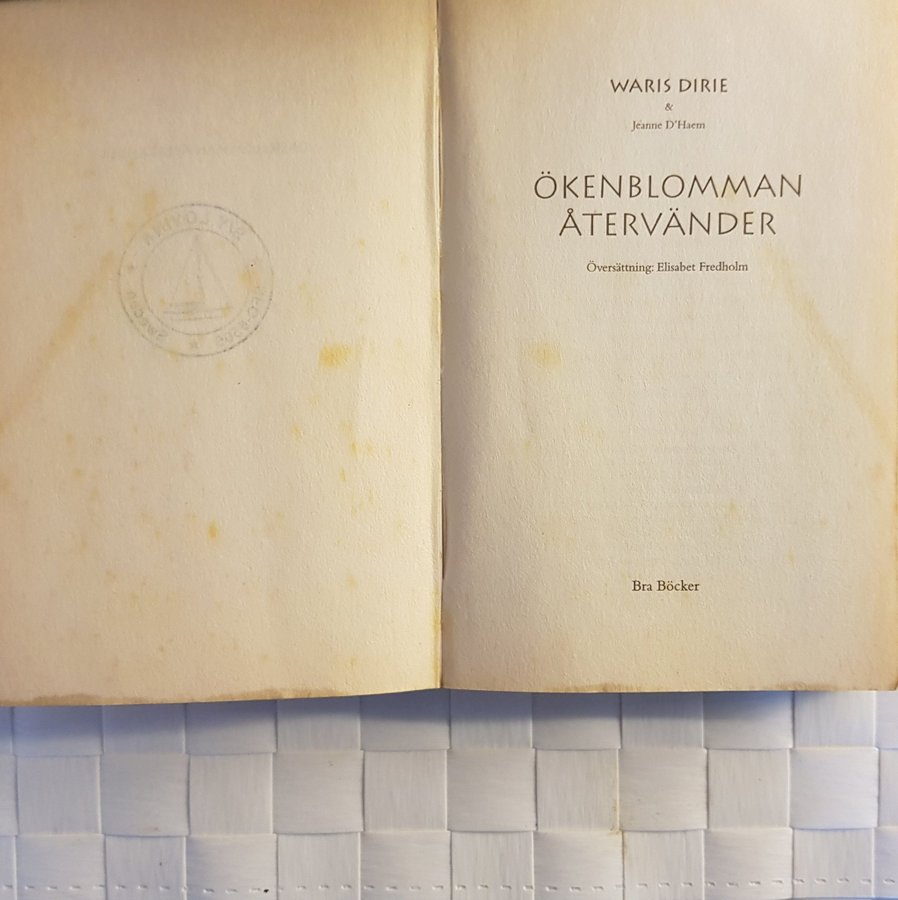 WARIS DIRIE
&
Jeanne D'Haem
ÖKENBLOMMAN
ÅTERVÄNDER
Översättning: Elisabet Fredholm
Bra Böcker